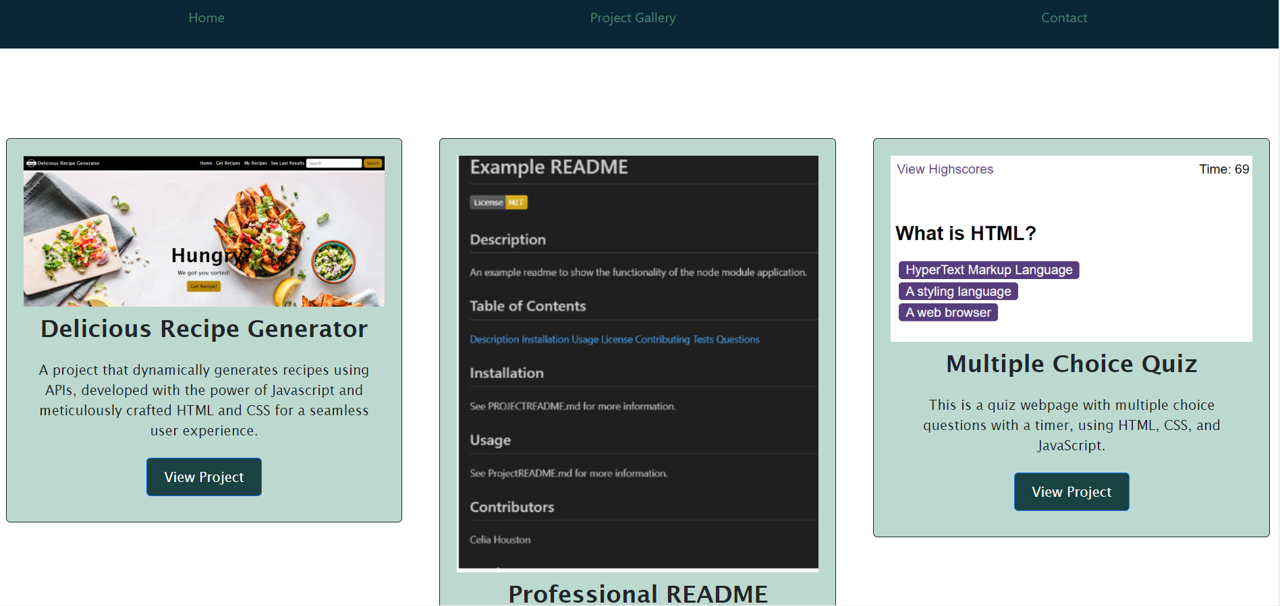 Home Project Gallery Contact
Delicious Recipe Generator
Home Get Recipes My Recipes See Last Results Search Search
Hungry?
We got you sorted!
Get Recipe!
Delicious Recipe Generator
A project that dynamically generates recipes using
APIs, developed with the power of Javascript and
meticulously crafted HTML and CSS for a seamless
user experience.
View Project
Example README
License MIT
Description
An example readme to show the functionality of the node module application.
Table of Contents
Description Installation Usage License Contributing Tests Questions
Installation
See PROJECTREADME.md for more information.
Usage
See ProjectREADME.md for more information.
Contributors
Celia Houston
Professional README
View Highscores Time: 69
What is HTML?
HyperText Markup Language
A styling language
A web browser
Multiple Choice Quiz
This is a quiz webpage with multiple choice
questions with a timer, using HTML, CSS, and
JavaScript.
View Project